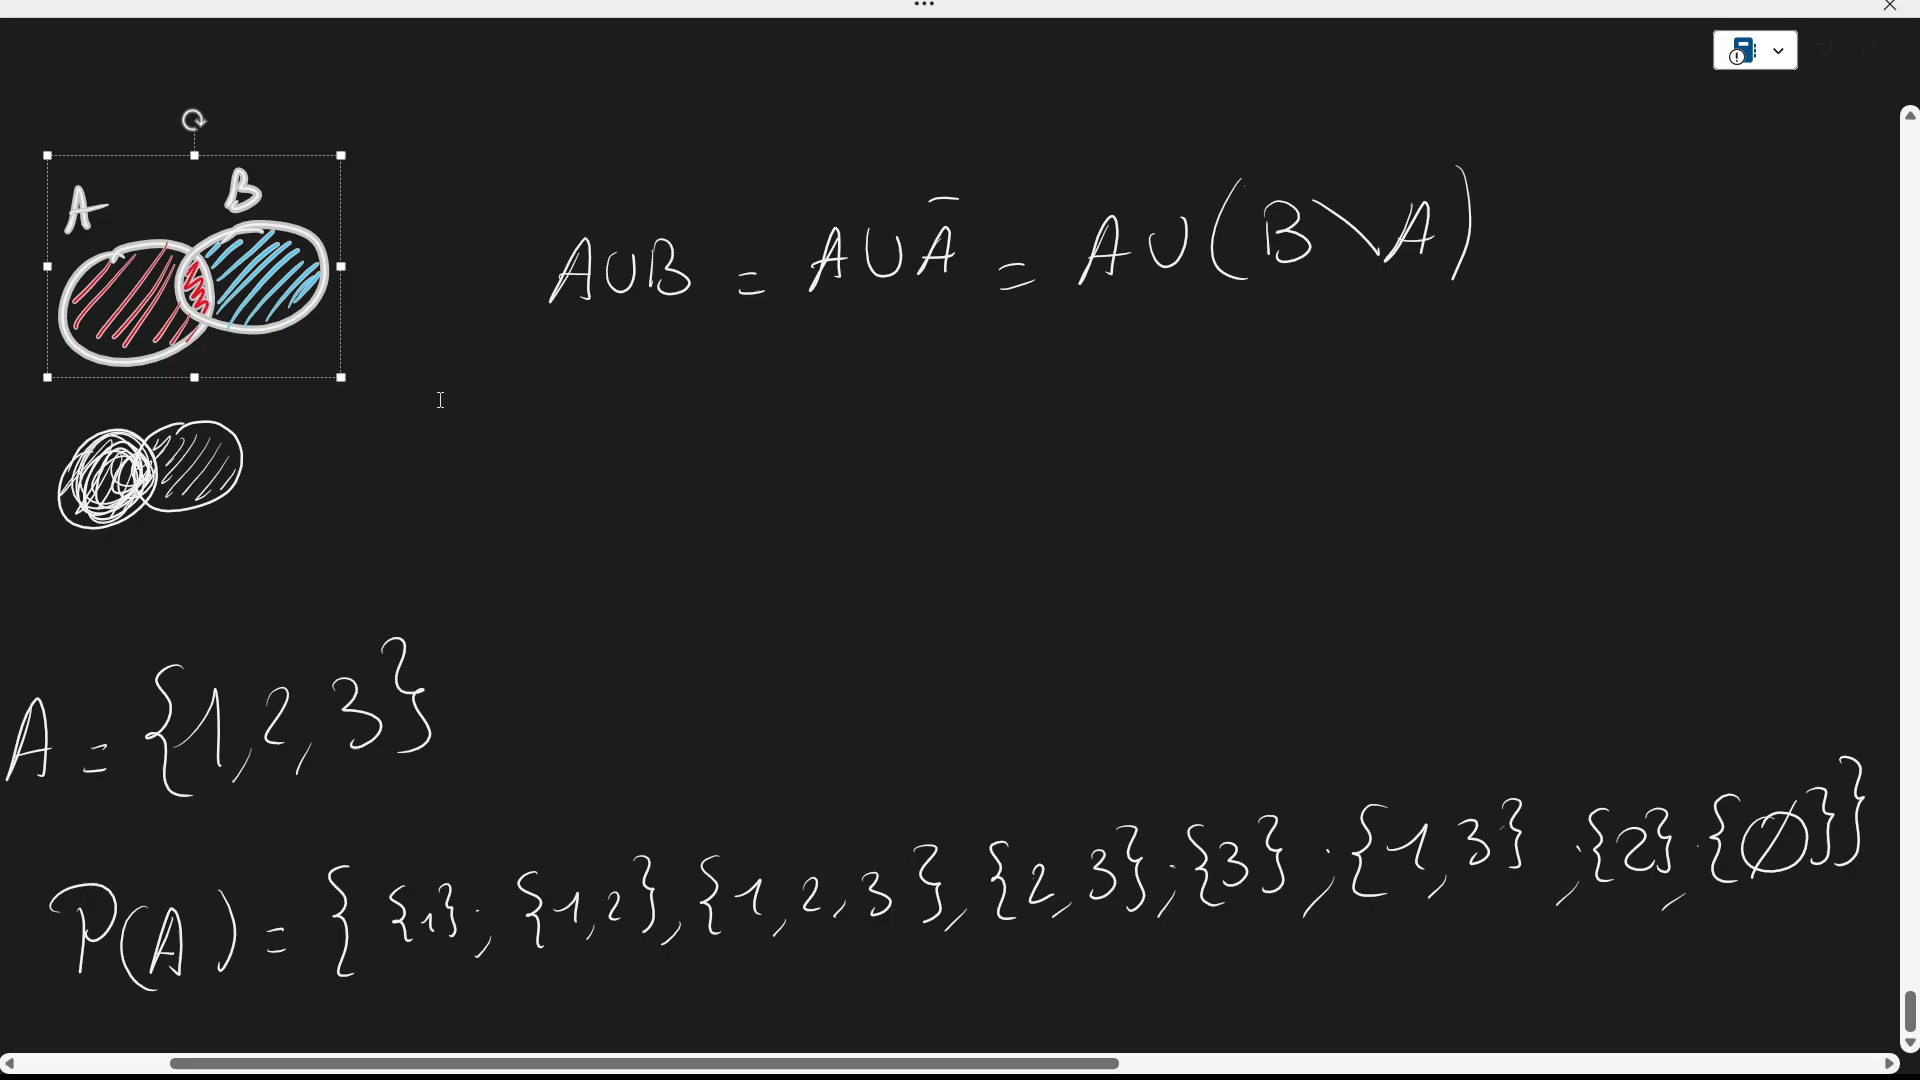 A B
A∪B = A∪Ā = A∪(B\A)
A = {1, 2, 3}
P(A) = { {1}; {1,2}, {1,2,3}, {2,3}; {3}; {1,3}; {2}; {∅}}